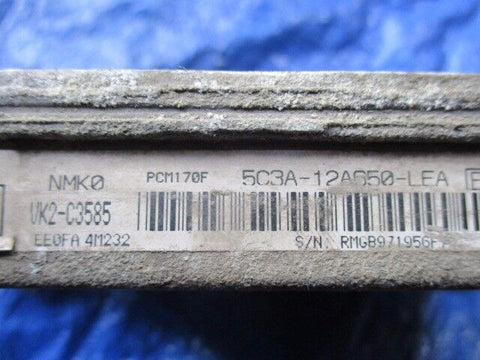 NMK0 PCM170F 5C3A-12A650-LEA
VK2-C3585
EE0FA 4M232 S/N: RMGB971956F